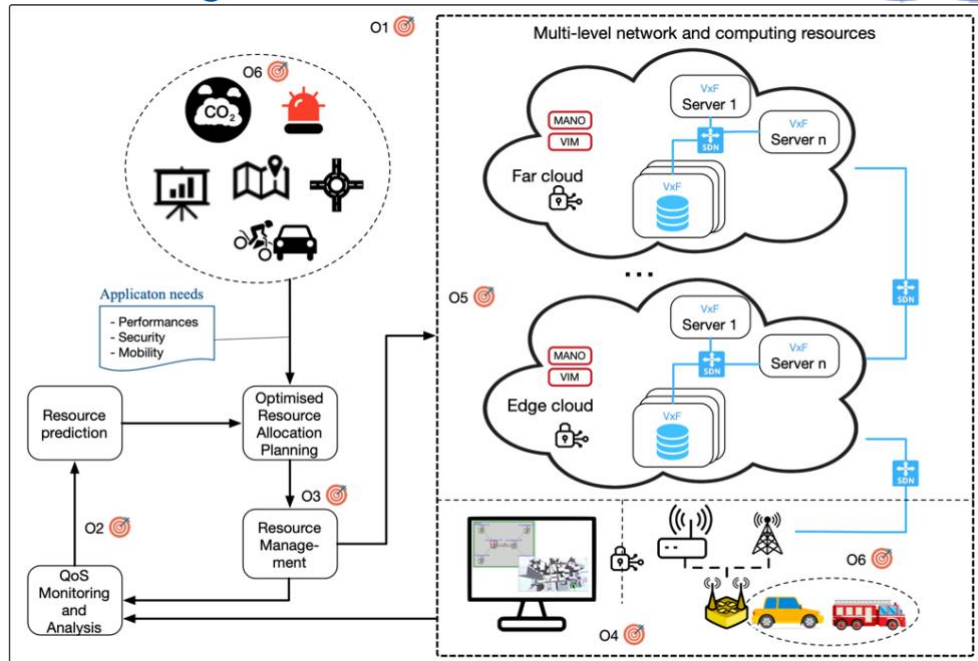 O1
O6
CO2
Applicaton needs
- Performances
- Security
- Mobility
Resource
prediction
Optimised
Resource
Allocation
Planning
O2
O3
Resource
Manage-
ment
QoS
Monitoring
and
Analysis
Multi-level network and computing resources
VxF
Server 1
VxF
Server n
MANO
VIM
SDN
Far cloud
VxF
...
SDN
O5
VxF
Server 1
VxF
Server n
MANO
VIM
SDN
Edge cloud
VxF
SDN
O6
O4